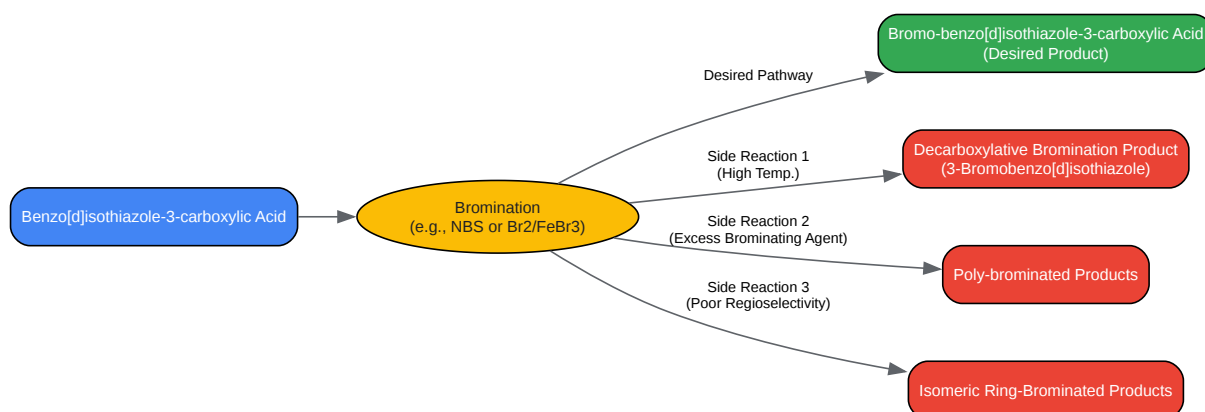 Bromo-benzo[d]isothiazole-3-carboxylic Acid
(Desired Product)
Desired Pathway
Decarboxylative Bromination Product
(3-Bromobenzo[d]isothiazole)
Side Reaction 1
(High Temp.)
Benzo[d]isothiazole-3-carboxylic Acid
Bromination
(e.g., NBS or Br2/FeBr3)
Side Reaction 2
(Excess Brominating Agent)
Poly-brominated Products
Side Reaction 3
(Poor Regioselectivity)
Isomeric Ring-Brominated Products